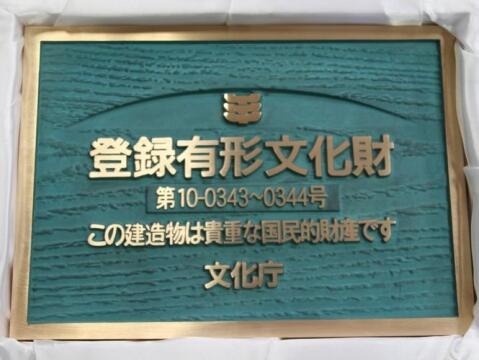 登録有形文化財
第10-0343~0344号
この建造物は貴重な国民的財産です
文化庁